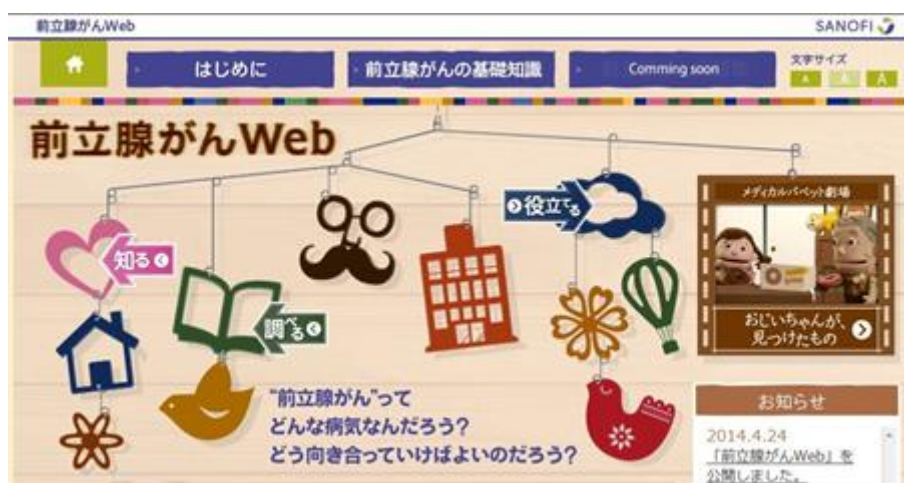 前立腺がんWeb
SANOFI
はじめに
前立腺がんの基礎知識
Comming soon
文字サイズ
A A A
前立腺がんWeb
知る
調べる
役立てる
メディカルパペット劇場
おじいちゃんが、
見つけたもの
"前立腺がん"って
どんな病気なんだろう?
どう向き合っていけばよいのだろう?
お知らせ
2014.4.24
「前立腺がんWeb」を
公開しました。